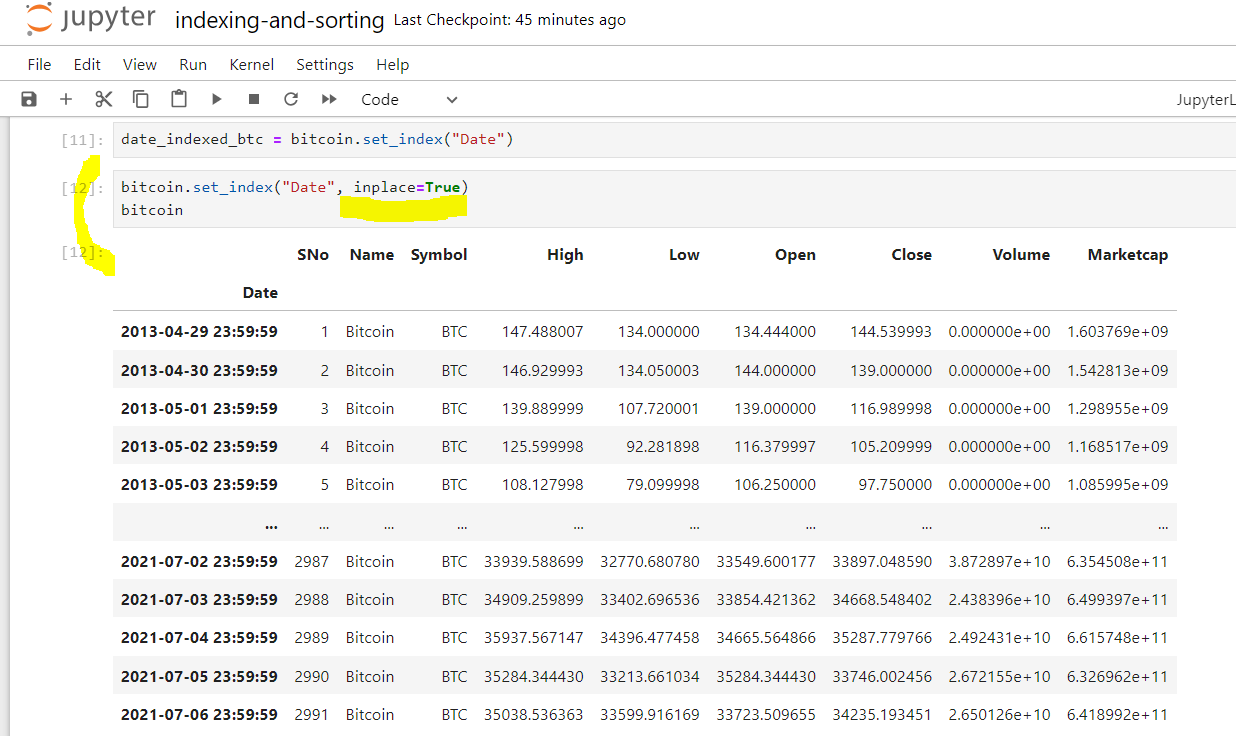 jupyter indexing-and-sorting Last Checkpoint: 45 minutes ago
File Edit View Run Kernel Settings Help
Code JupyterL
[11]: date_indexed_btc = bitcoin.set_index("Date")
[12]: bitcoin.set_index("Date", inplace=True)
bitcoin
[12]: SNo Name Symbol High Low Open Close Volume Marketcap
Date
2013-04-29 23:59:59 1 Bitcoin BTC 147.488007 134.000000 134.444000 144.539993 0.000000e+00 1.603769e+09
2013-04-30 23:59:59 2 Bitcoin BTC 146.929993 134.050003 144.000000 139.000000 0.000000e+00 1.542813e+09
2013-05-01 23:59:59 3 Bitcoin BTC 139.889999 107.720001 139.000000 116.989998 0.000000e+00 1.298955e+09
2013-05-02 23:59:59 4 Bitcoin BTC 125.599998 92.281898 116.379997 105.209999 0.000000e+00 1.168517e+09
2013-05-03 23:59:59 5 Bitcoin BTC 108.127998 79.099998 106.250000 97.750000 0.000000e+00 1.085995e+09
... ... ... ... ... ... ... ... ... ...
2021-07-02 23:59:59 2987 Bitcoin BTC 33939.588699 32770.680780 33549.600177 33897.048590 3.872897e+10 6.354508e+11
2021-07-03 23:59:59 2988 Bitcoin BTC 34909.259899 33402.696536 33854.421362 34668.548402 2.438396e+10 6.499397e+11
2021-07-04 23:59:59 2989 Bitcoin BTC 35937.567147 34396.477458 34665.564866 35287.779766 2.492431e+10 6.615748e+11
2021-07-05 23:59:59 2990 Bitcoin BTC 35284.344430 33213.661034 35284.344430 33746.002456 2.672155e+10 6.326962e+11
2021-07-06 23:59:59 2991 Bitcoin BTC 35038.536363 33599.916169 33723.509655 34235.193451 2.650126e+10 6.418992e+11